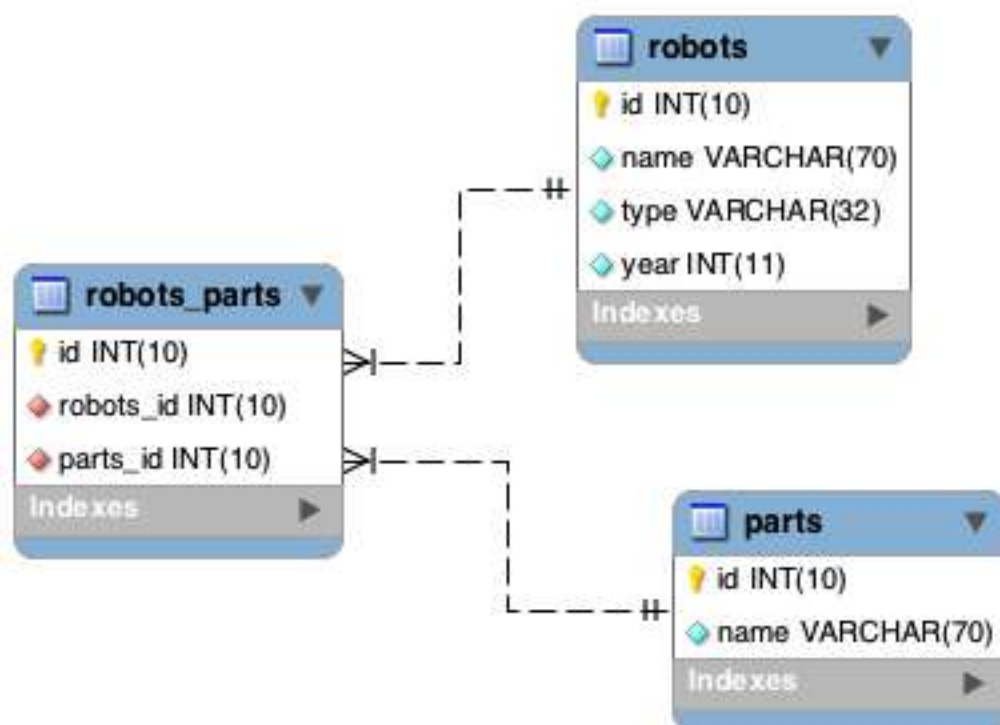 robots
id INT(10)
name VARCHAR(70)
type VARCHAR(32)
year INT(11)
Indexes
robots_parts
id INT(10)
robots_id INT(10)
parts_id INT(10)
Indexes
parts
id INT(10)
name VARCHAR(70)
Indexes